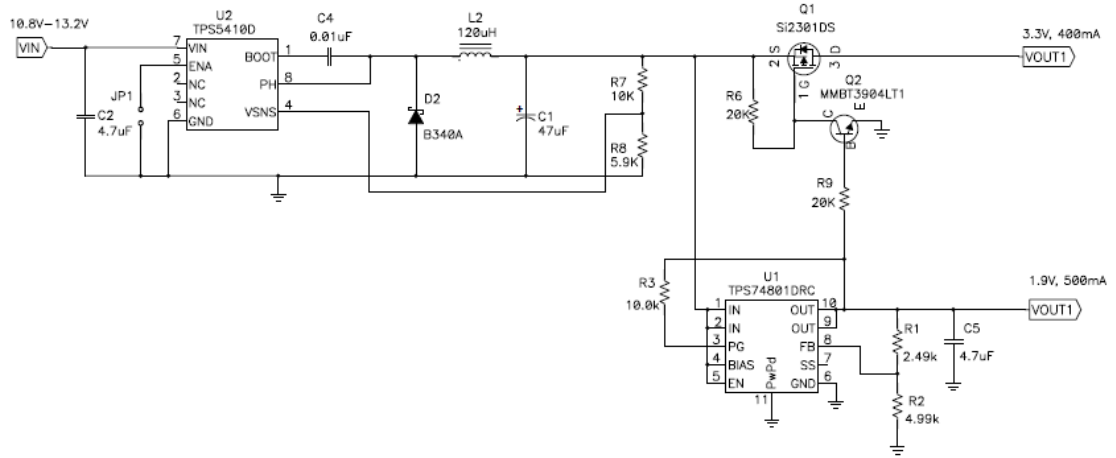 10.8V-13.2V
VIN
C2
4.7uF
JP1
U2
TPS5410D
7 VIN
5 ENA
2 NC
3 NC
6 GND
BOOT 1
PH 8
VSNS 4
C4
0.01uF
D2
B340A
L2
120uH
+
C1
47uF
R7
10K
R8
5.9K
Q1
Si2301DS
2 S
3 D
1 G
R6
20K
Q2
MMBT3904LT1
C
E
B
R9
20K
3.3V, 400mA
VOUT1
R3
10.0k
U1
TPS74801DRC
1 IN
2 IN
3 PG
4 BIAS
5 EN
OUT 10
OUT 9
FB 8
SS 7
GND 6
PwPd
11
R1
2.49k
R2
4.99k
C5
4.7uF
1.9V, 500mA
VOUT1